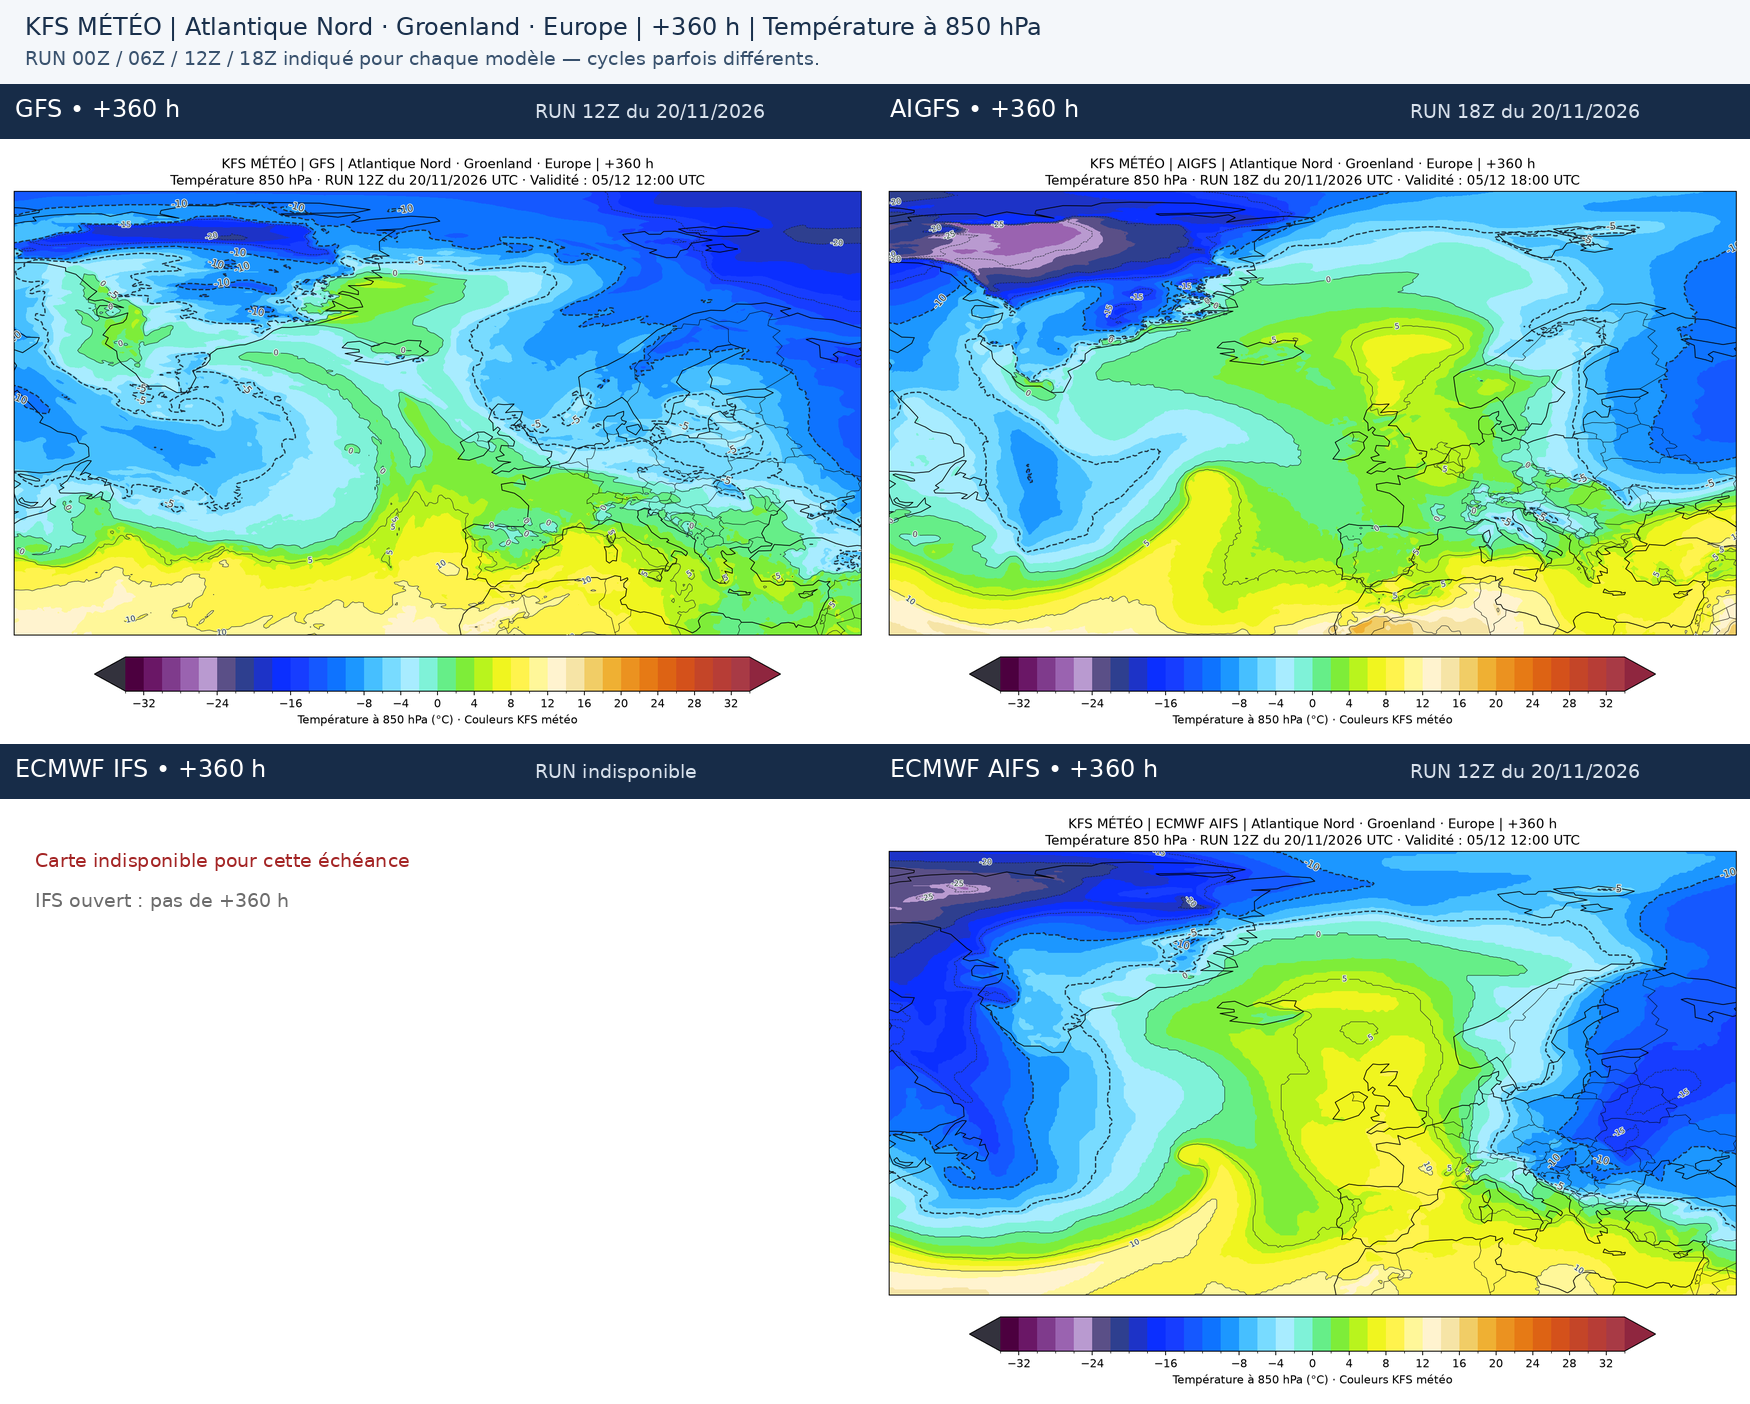 KFS MÉTÉO | Atlantique Nord · Groenland · Europe | +360 h | Température à 850 hPa
RUN 00Z / 06Z / 12Z / 18Z indiqué pour chaque modèle — cycles parfois différents.
GFS • +360 h
RUN 12Z du 20/11/2026
AIGFS • +360 h
RUN 18Z du 20/11/2026
KFS MÉTÉO | GFS | Atlantique Nord · Groenland · Europe | +360 h
Température 850 hPa · RUN 12Z du 20/11/2026 UTC · Validité : 05/12 12:00 UTC
KFS MÉTÉO | AIGFS | Atlantique Nord · Groenland · Europe | +360 h
Température 850 hPa · RUN 18Z du 20/11/2026 UTC · Validité : 05/12 18:00 UTC
−32 −24 −16 −8 −4 0 4 8 12 16 20 24 28 32
Température à 850 hPa (°C) · Couleurs KFS météo
−32 −24 −16 −8 −4 0 4 8 12 16 20 24 28 32
Température à 850 hPa (°C) · Couleurs KFS météo
ECMWF IFS • +360 h
RUN indisponible
ECMWF AIFS • +360 h
RUN 12Z du 20/11/2026
Carte indisponible pour cette échéance
IFS ouvert : pas de +360 h
KFS MÉTÉO | ECMWF AIFS | Atlantique Nord · Groenland · Europe | +360 h
Température 850 hPa · RUN 12Z du 20/11/2026 UTC · Validité : 05/12 12:00 UTC
−32 −24 −16 −8 −4 0 4 8 12 16 20 24 28 32
Température à 850 hPa (°C) · Couleurs KFS météo